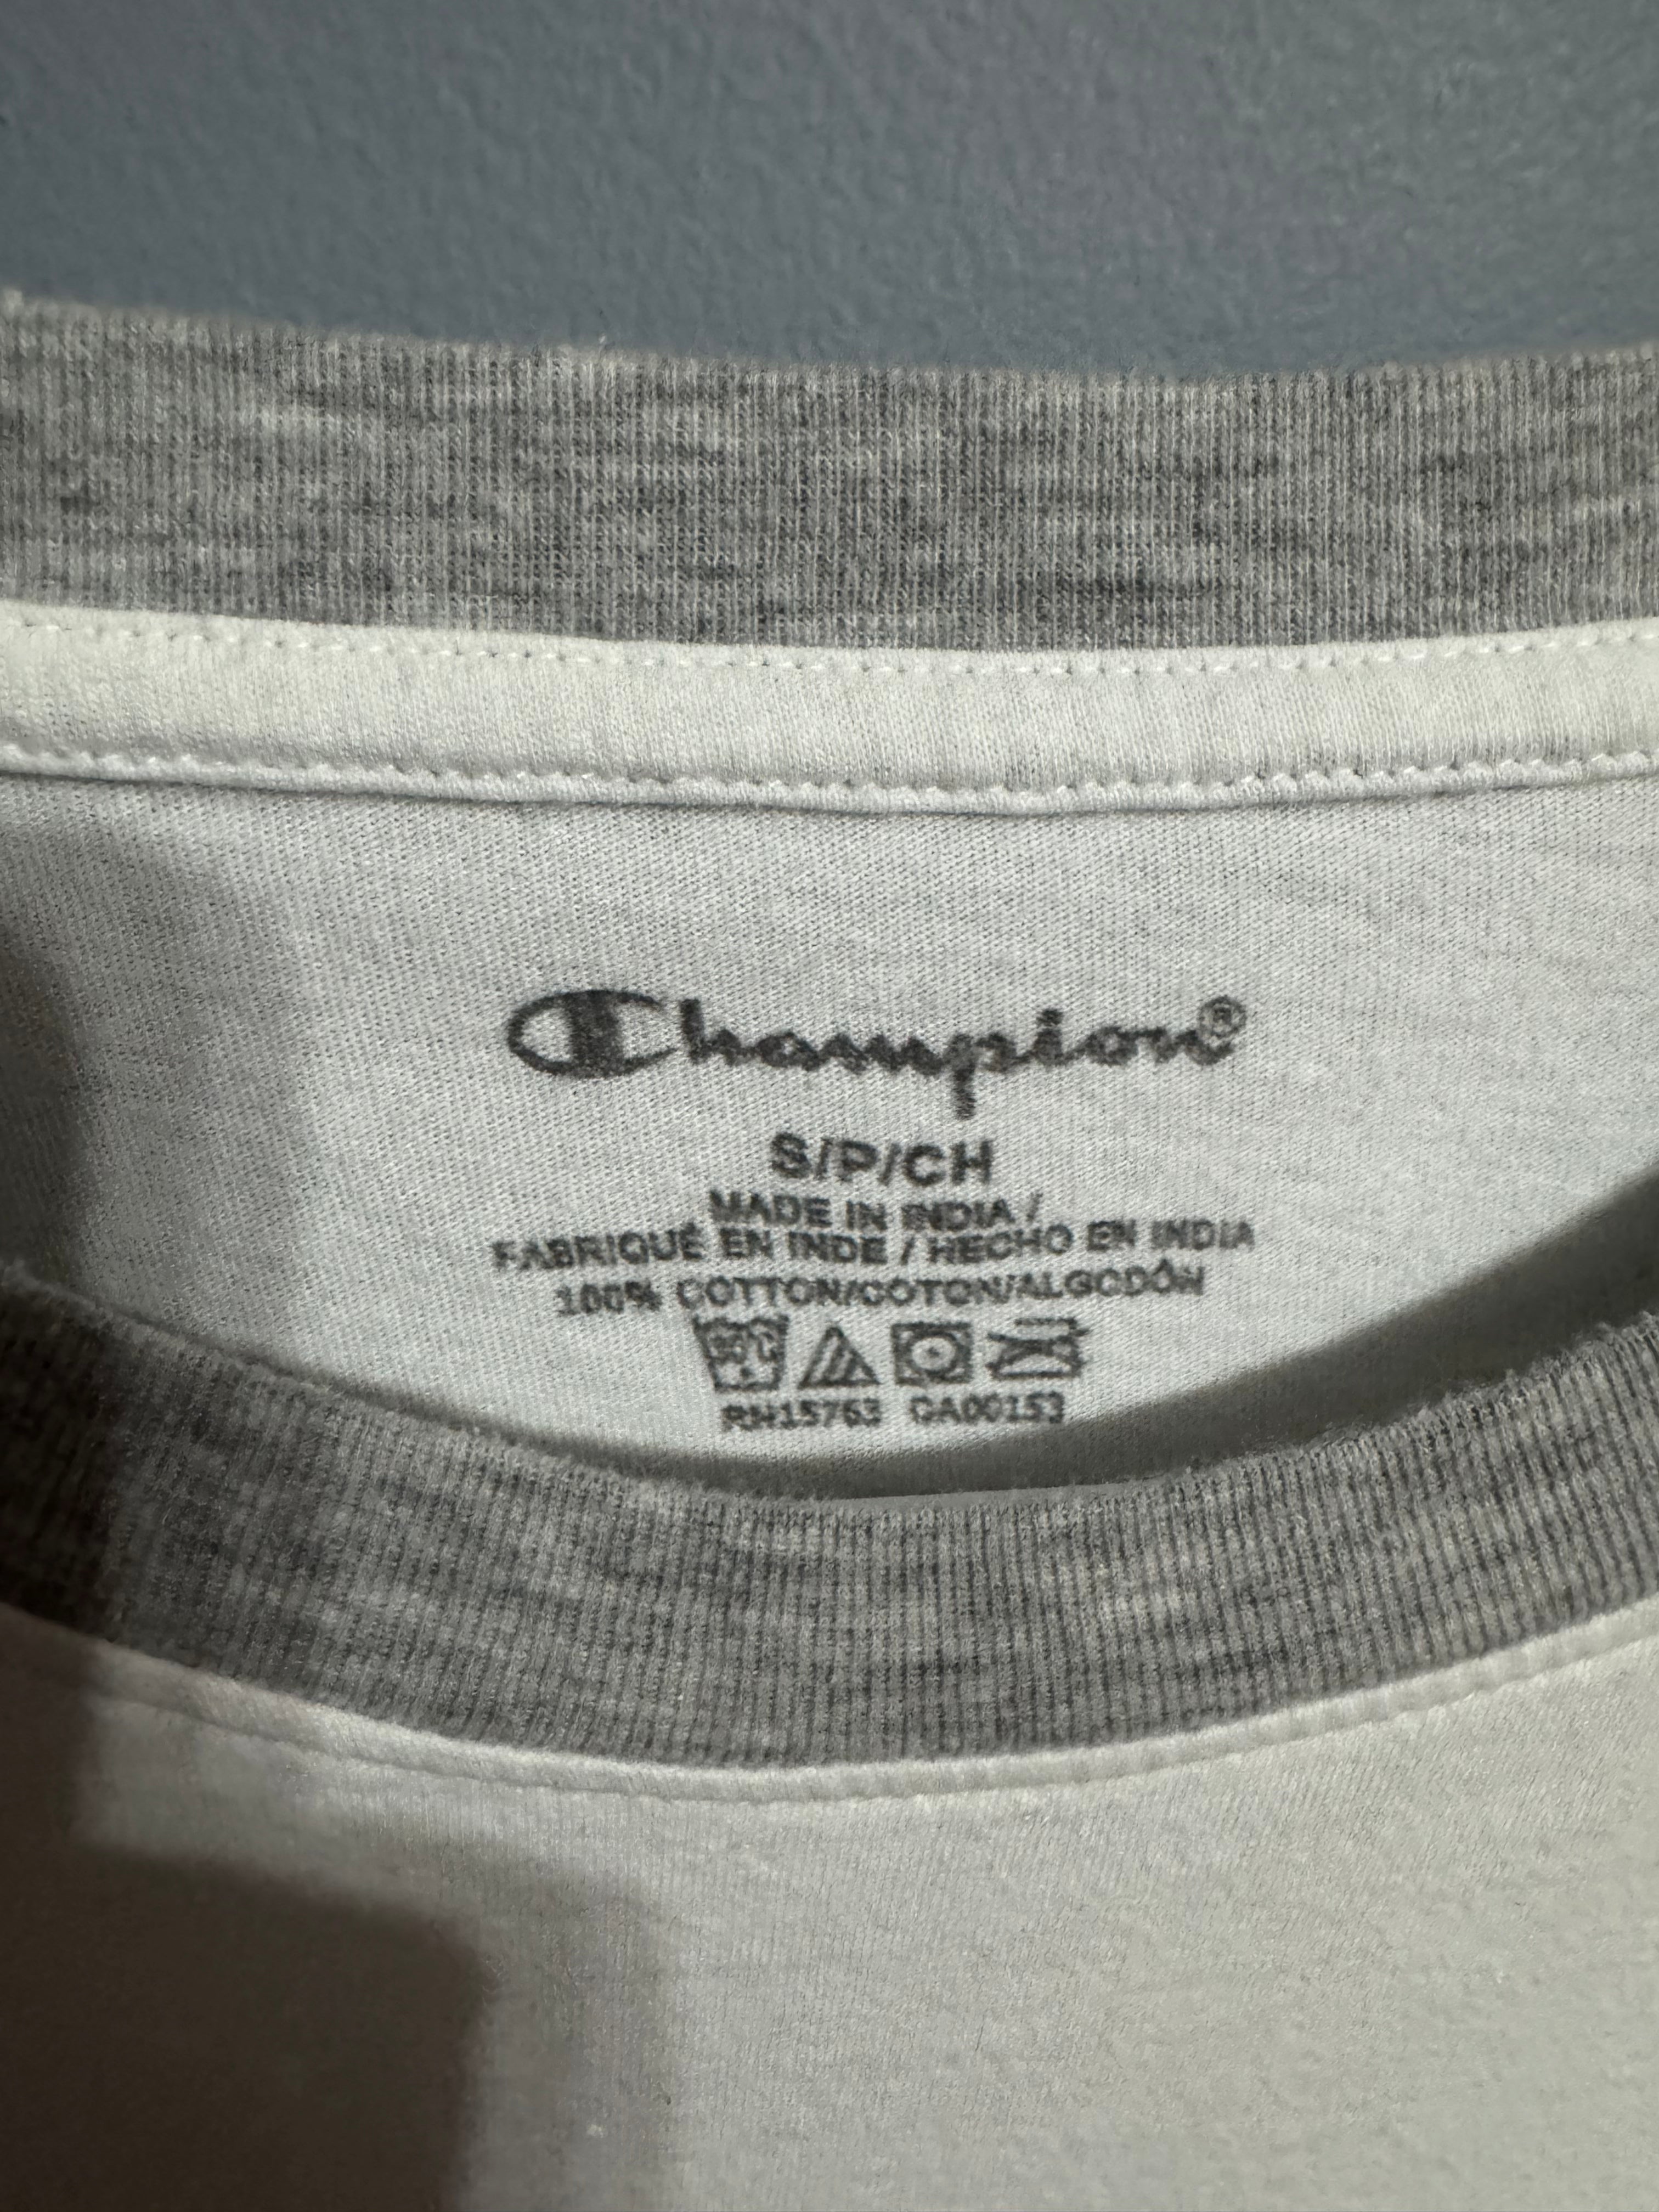 Champion®
S/P/CH
MADE IN INDIA /
FABRIQUÉ EN INDE / HECHO EN INDIA
100% COTTON/COTON/ALGODÓN
RN15763 CA00153